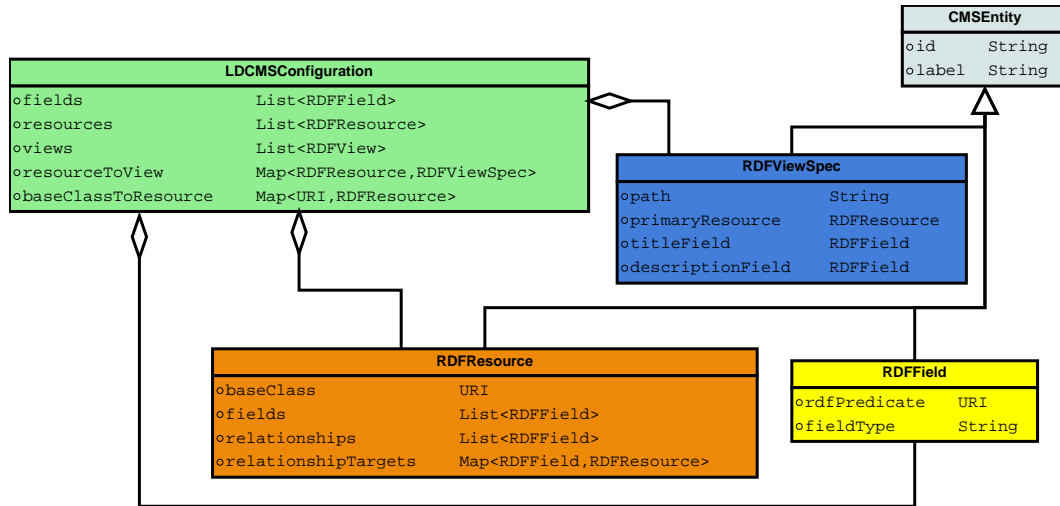 CMSEntity
id String
label String
LDCMSConfiguration
fields List<RDFField>
resources List<RDFResource>
views List<RDFView>
resourceToView Map<RDFResource,RDFViewSpec>
baseClassToResource Map<URI,RDFResource>
RDFViewSpec
path String
primaryResource RDFResource
titleField RDFField
descriptionField RDFField
RDFResource
baseClass URI
fields List<RDFField>
relationships List<RDFField>
relationshipTargets Map<RDFField,RDFResource>
RDFField
rdfPredicate URI
fieldType String